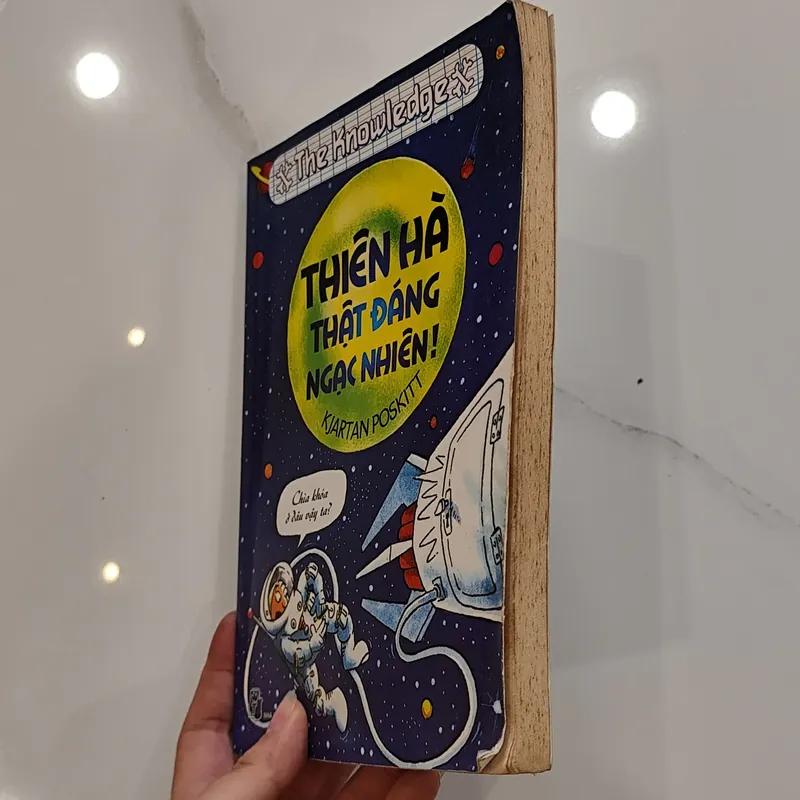 The Knowledge
THIÊN HÀ
THẬT ĐÁNG
NGẠC NHIÊN!
KJARTAN POSKITT
Chìa khóa
ở đâu vậy ta?